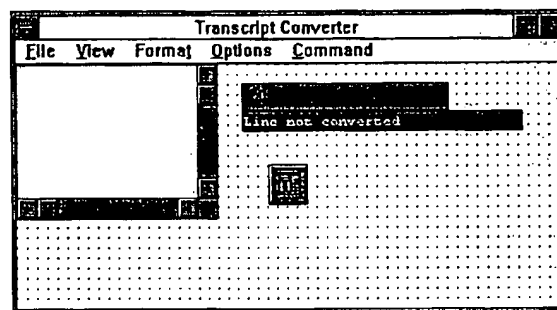 Transcript Converter
File View Format Options Command
Line not converted